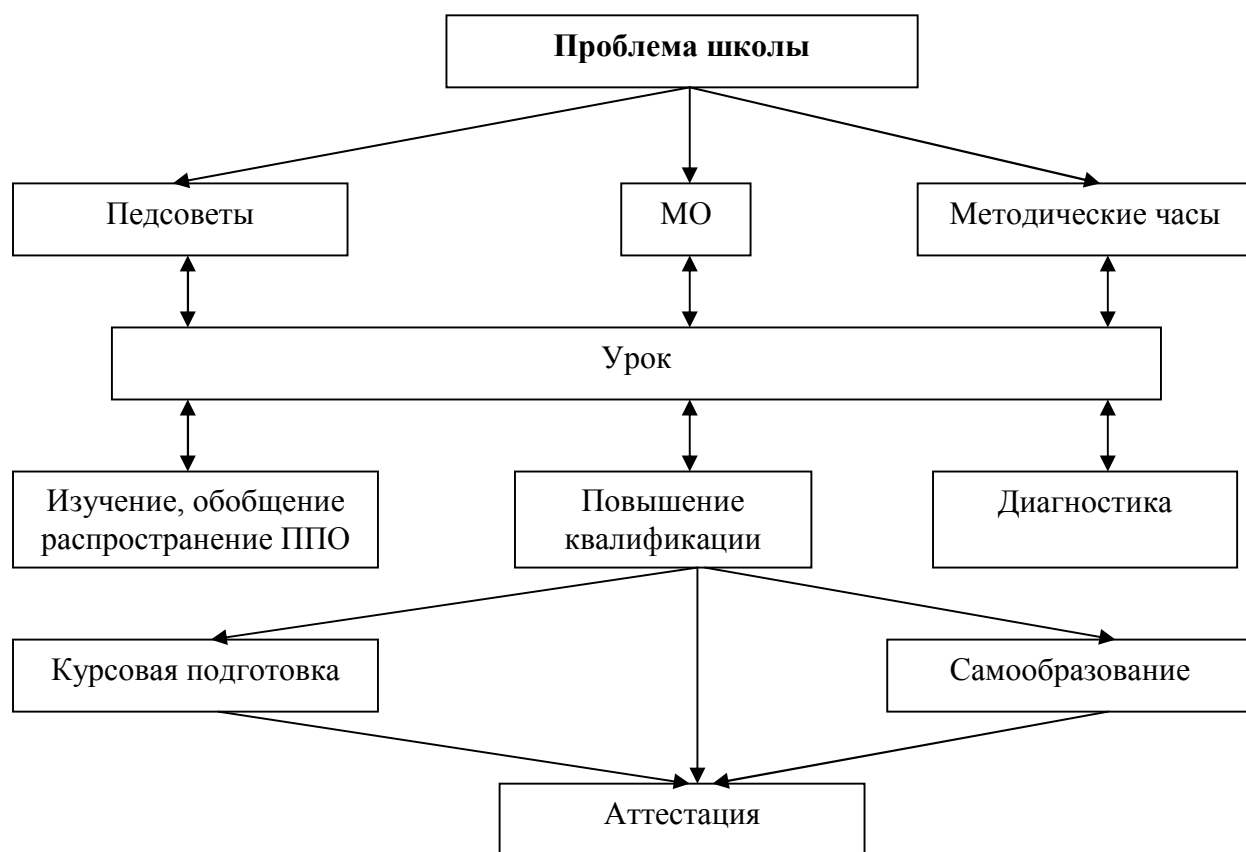 Проблема школы
Педсоветы
МО
Методические часы
Урок
Изучение, обобщение
распространение ППО
Повышение
квалификации
Диагностика
Курсовая подготовка
Самообразование
Аттестация